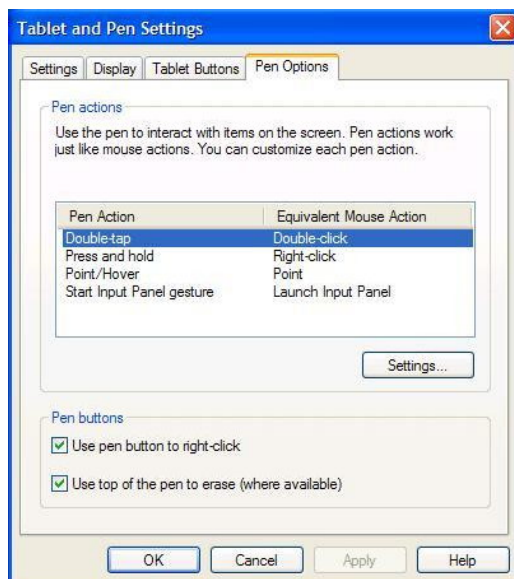 Tablet and Pen Settings
Settings Display Tablet Buttons Pen Options
Pen actions
Use the pen to interact with items on the screen. Pen actions work
just like mouse actions. You can customize each pen action.
Pen Action Equivalent Mouse Action
Double-tap Double-click
Press and hold Right-click
Point/Hover Point
Start Input Panel gesture Launch Input Panel
Settings...
Pen buttons
Use pen button to right-click
Use top of the pen to erase (where available)
OK Cancel Apply Help